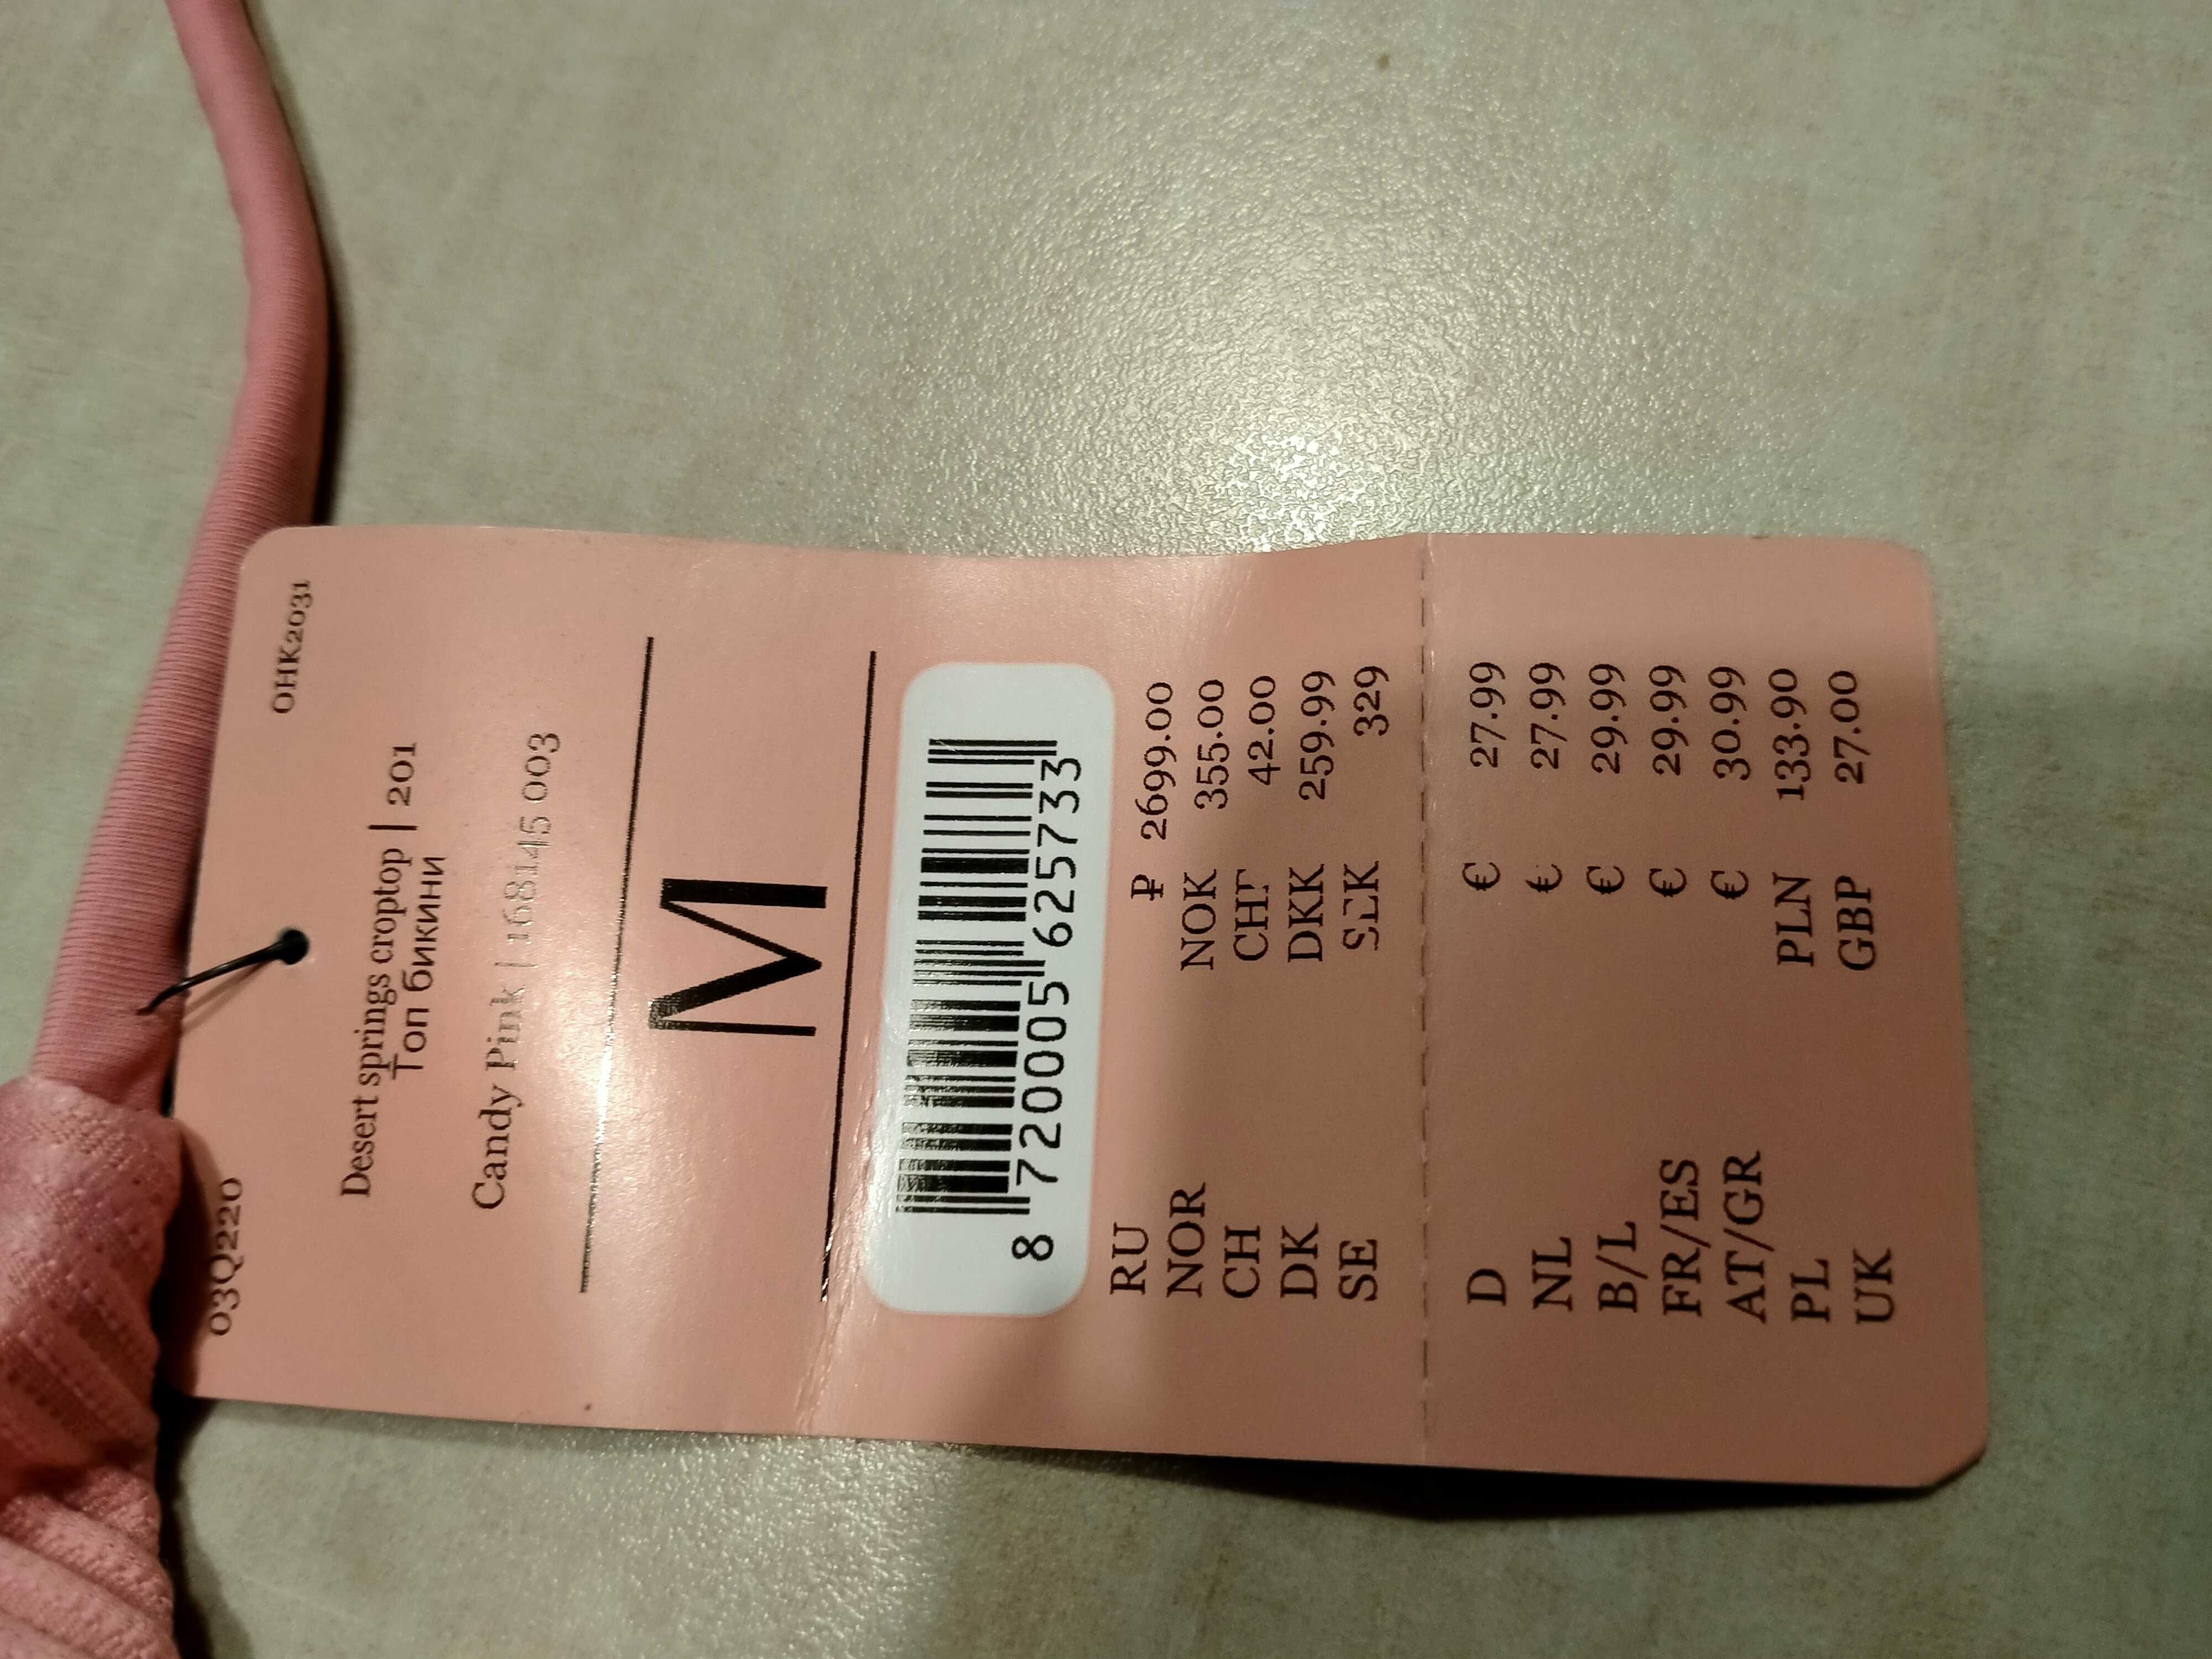 03Q220 OHK2031
Desert springs croptop | 201
Топ бикини
Candy Pink | 168145 003
M
8 720005 625733
RU ₽ 2699.00
NOR NOK 355.00
CH CHF 42.00
DK DKK 259.99
SE SEK 329
D € 27.99
NL € 27.99
B/L € 29.99
FR/ES € 29.99
AT/GR € 30.99
PL PLN 133.90
UK GBP 27.00